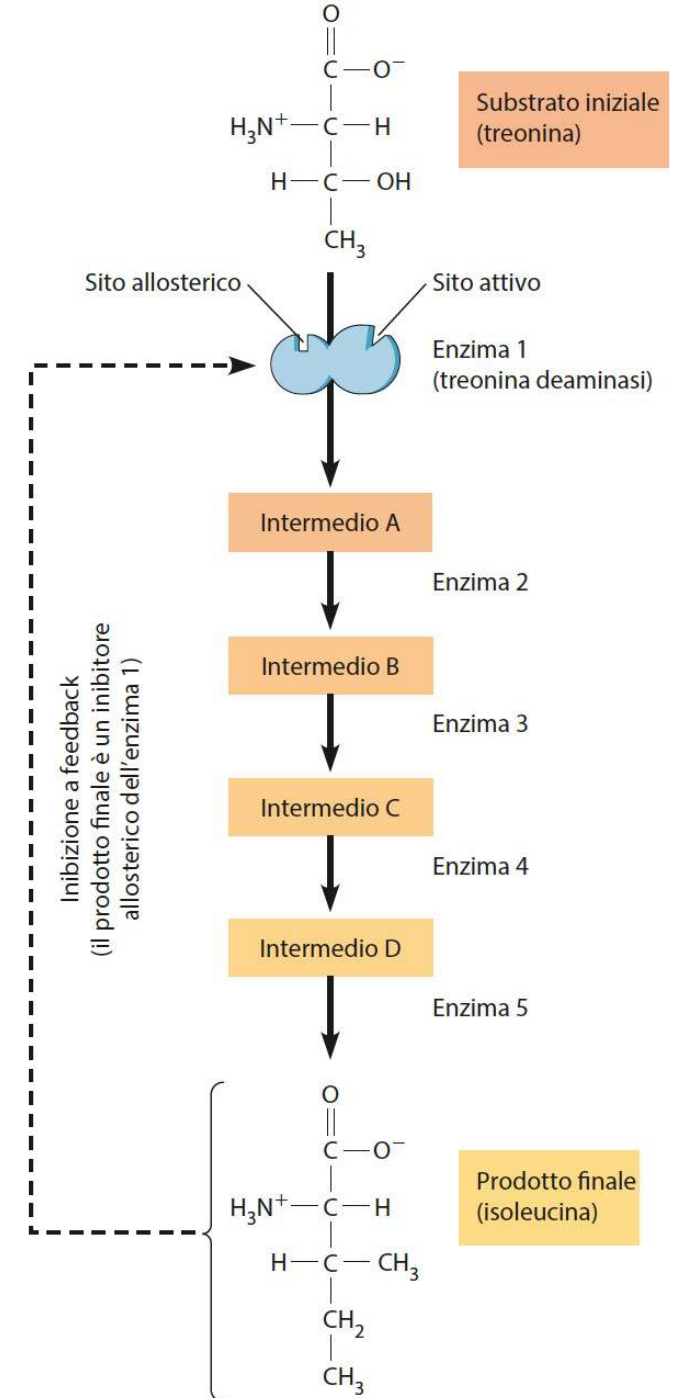 O
C—O⁻
H₃N⁺—C—H
H—C—OH
CH₃
Substrato iniziale
(treonina)
Sito allosterico
Sito attivo
Enzima 1
(treonina deaminasi)
Intermedio A
Enzima 2
Intermedio B
Enzima 3
Intermedio C
Enzima 4
Intermedio D
Enzima 5
Inibizione a feedback
(il prodotto finale è un inibitore
allosterico dell'enzima 1)
O
C—O⁻
H₃N⁺—C—H
H—C—CH₃
CH₂
CH₃
Prodotto finale
(isoleucina)